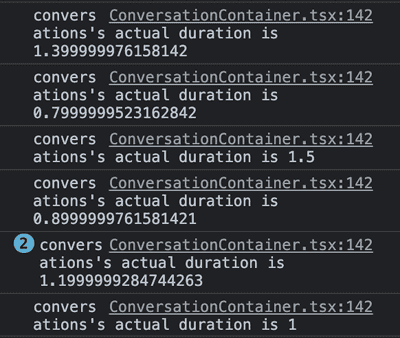 convers ConversationContainer.tsx:142
ations's actual duration is
1.399999976158142
convers ConversationContainer.tsx:142
ations's actual duration is
0.7999999523162842
convers ConversationContainer.tsx:142
ations's actual duration is 1.5
convers ConversationContainer.tsx:142
ations's actual duration is
0.8999999761581421
2 convers ConversationContainer.tsx:142
ations's actual duration is
1.1999999284744263
convers ConversationContainer.tsx:142
ations's actual duration is 1